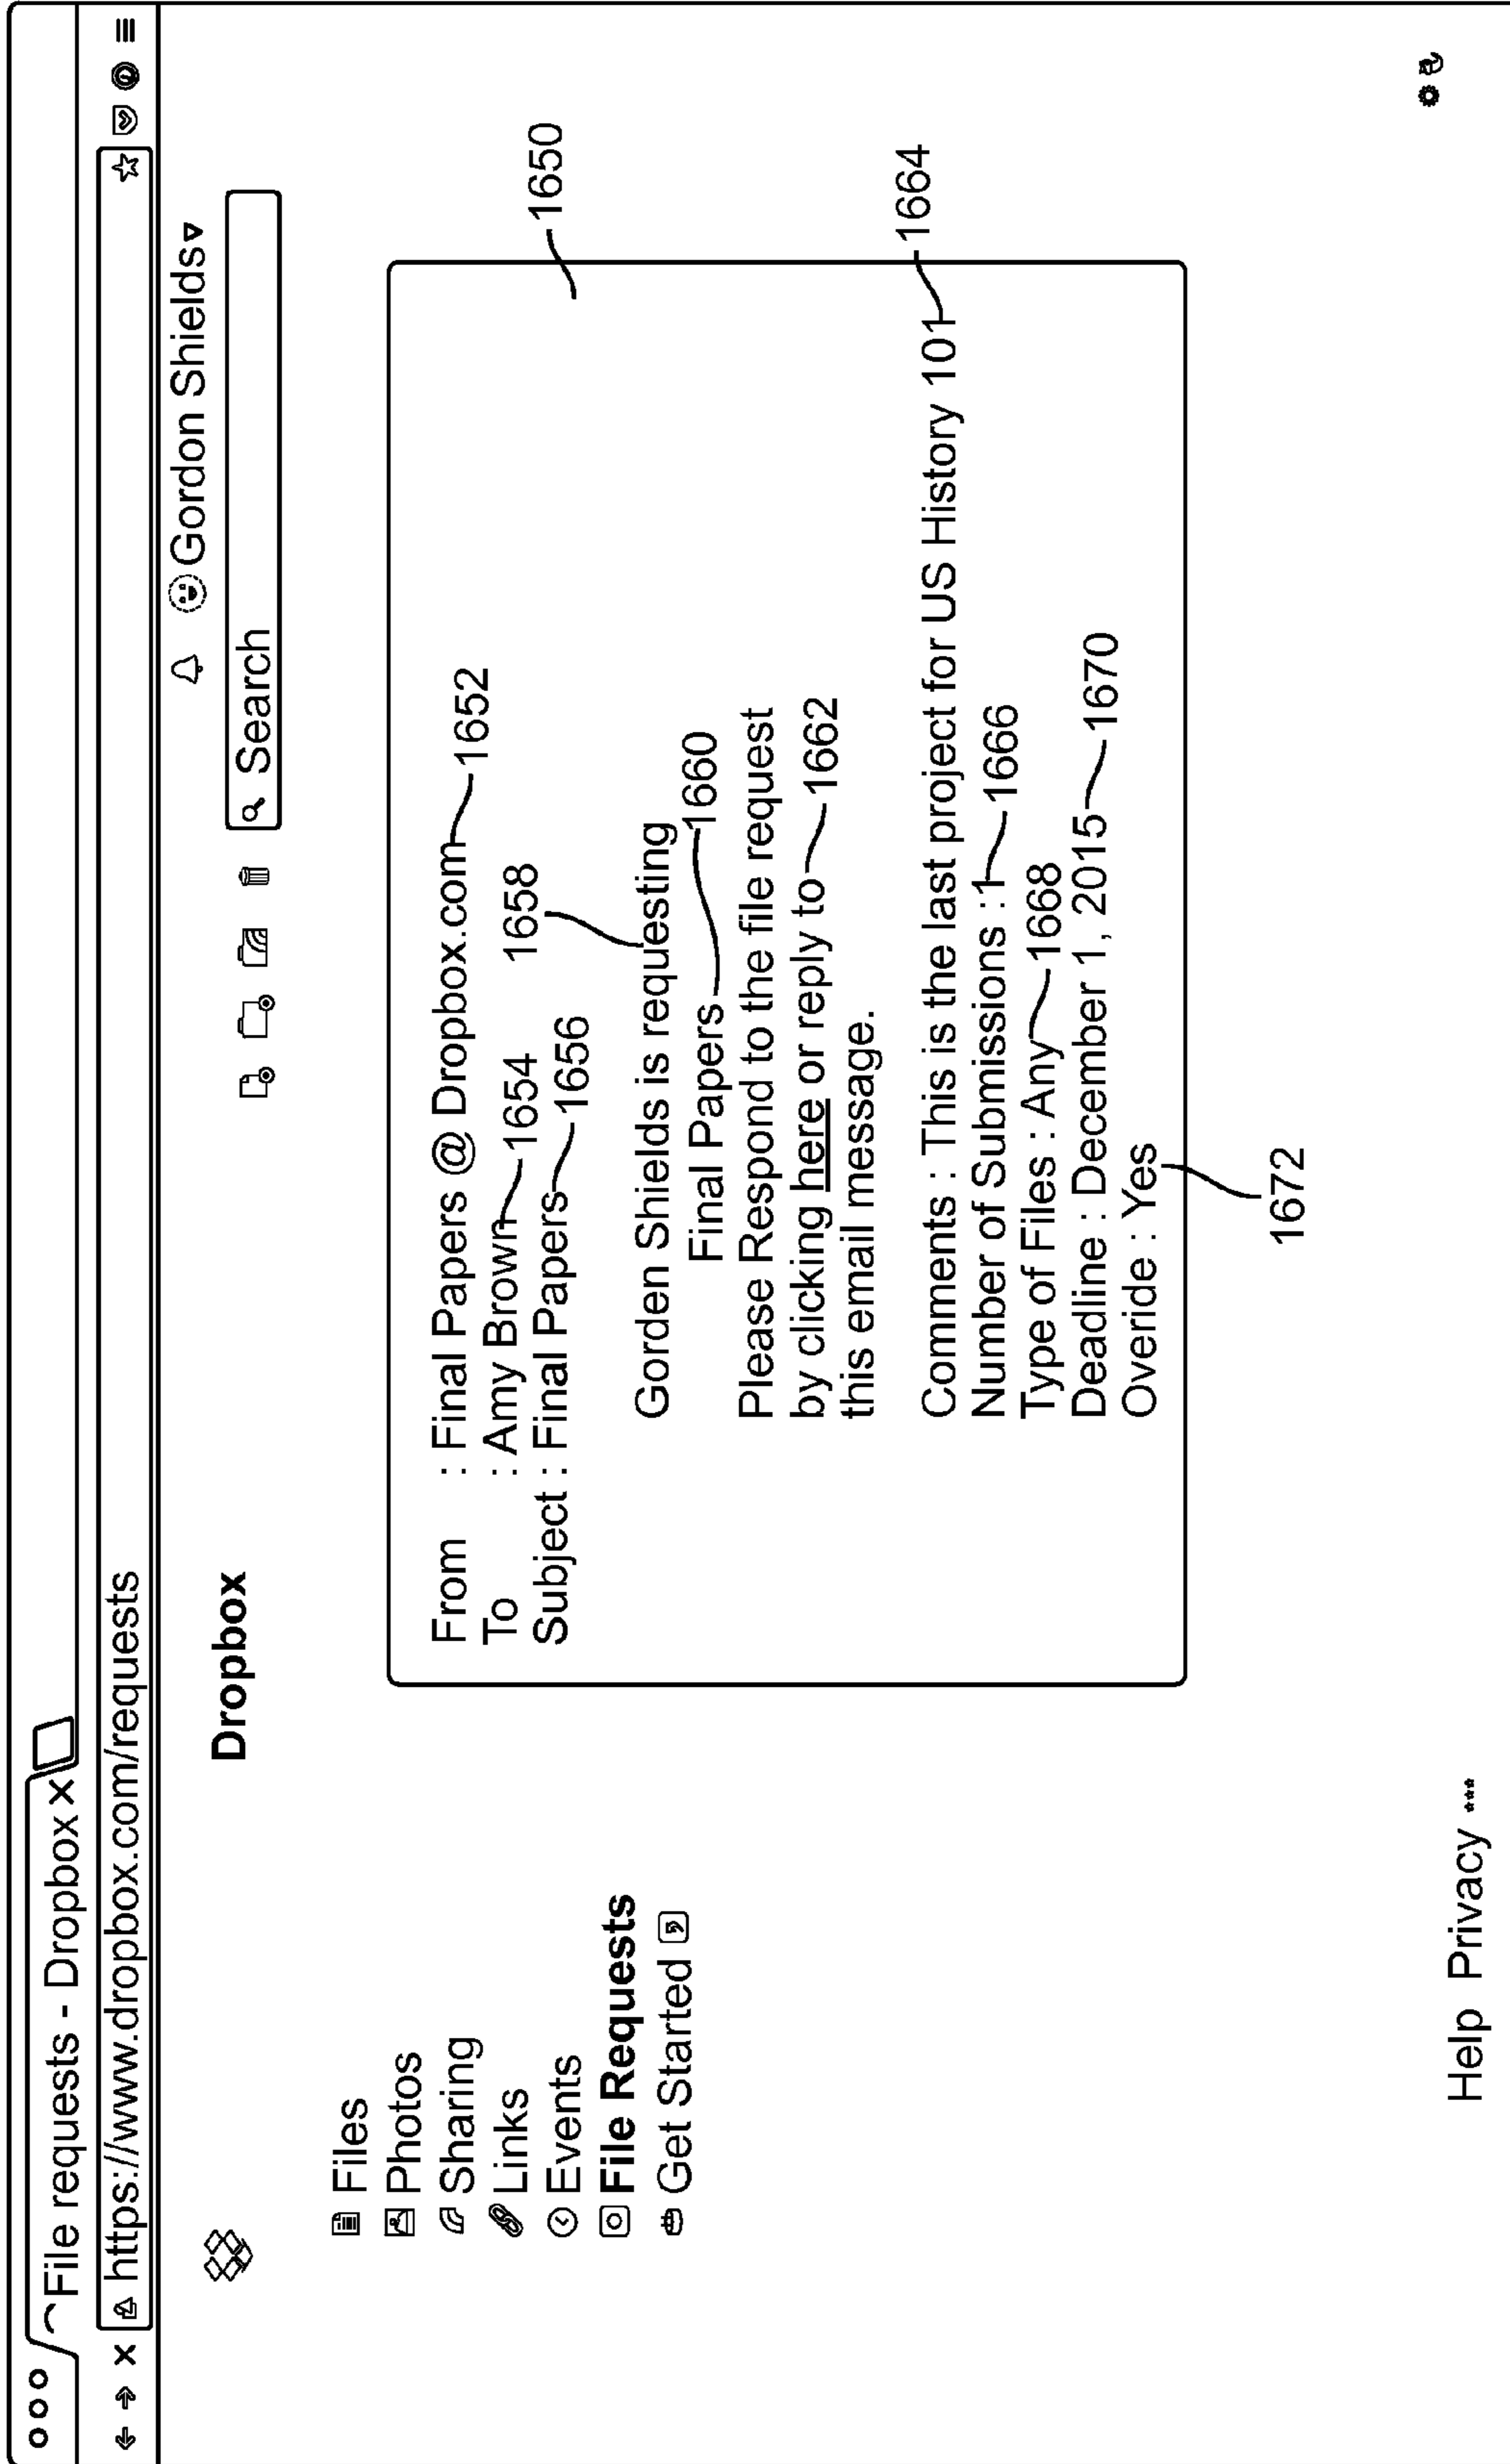 File requests - Dropbox X
https://www.dropbox.com/requests
Gordon Shields
Dropbox
Search
Files
Photos
Sharing
Links
Events
File Requests
Get Started
From : Final Papers @ Dropbox.com 1652
To : Amy Brown 1654
Subject : Final Papers 1656
1658
1650
Gorden Shields is requesting
Final Papers 1660
Please Respond to the file request
by clicking here or reply to 1662
this email message.
Comments : This is the last project for US History 101 1664
Number of Submissions :1 1666
Type of Files : Any 1668
Deadline : December 1, 2015 1670
Overide : Yes
1672
Help Privacy ***